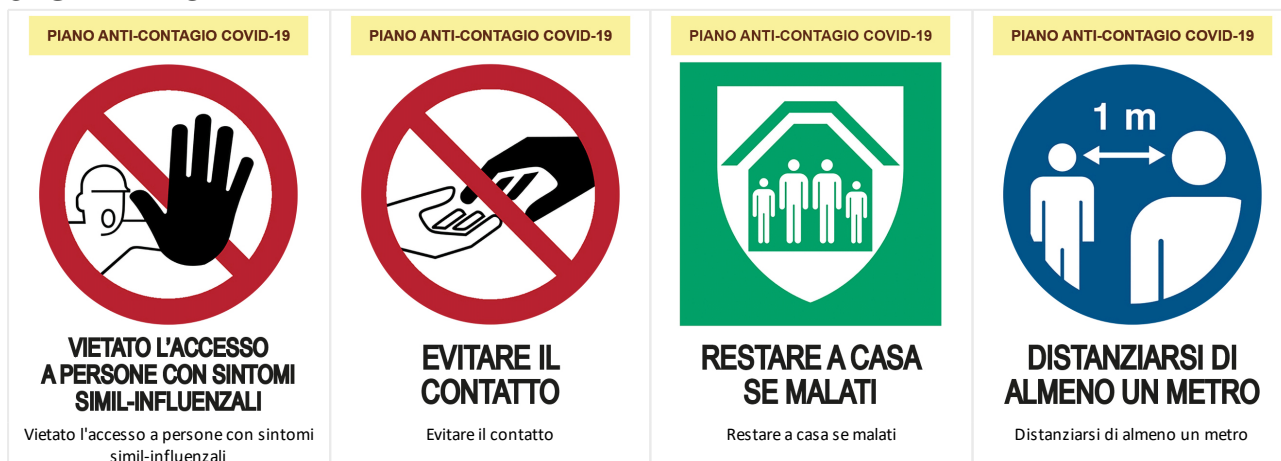 PIANO ANTI-CONTAGIO COVID-19
VIETATO L'ACCESSO
A PERSONE CON SINTOMI
SIMIL-INFLUENZALI
Vietato l'accesso a persone con sintomi
simil-influenzali
PIANO ANTI-CONTAGIO COVID-19
EVITARE IL
CONTATTO
Evitare il contatto
PIANO ANTI-CONTAGIO COVID-19
RESTARE A CASA
SE MALATI
Restare a casa se malati
PIANO ANTI-CONTAGIO COVID-19
1 m
DISTANZIARSI DI
ALMENO UN METRO
Distanziarsi di almeno un metro